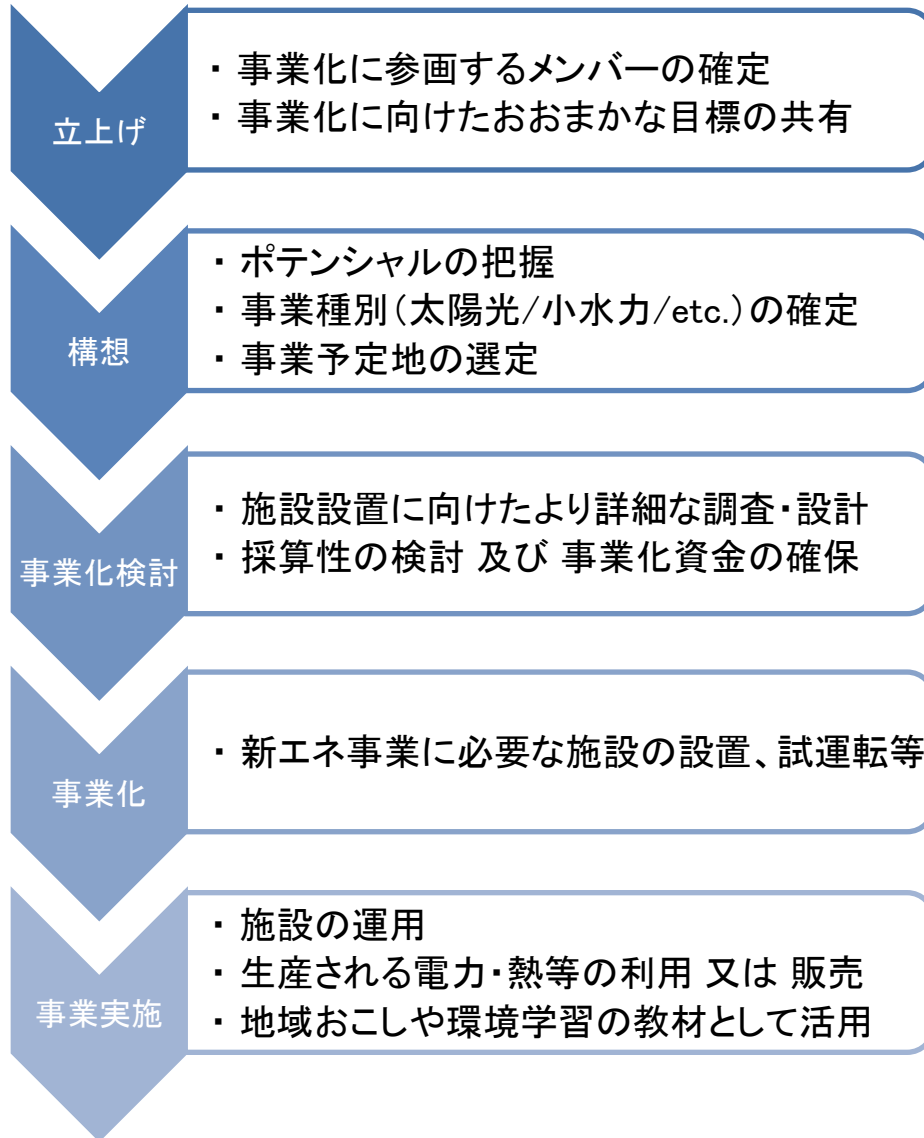 立上げ
・事業化に参画するメンバーの確定
・事業化に向けたおおまかな目標の共有
構想
・ポテンシャルの把握
・事業種別(太陽光/小水力/etc.)の確定
・事業予定地の選定
事業化検討
・施設設置に向けたより詳細な調査・設計
・採算性の検討 及び 事業化資金の確保
事業化
・新エネ事業に必要な施設の設置、試運転等
事業実施
・施設の運用
・生産される電力・熱等の利用 又は 販売
・地域おこしや環境学習の教材として活用